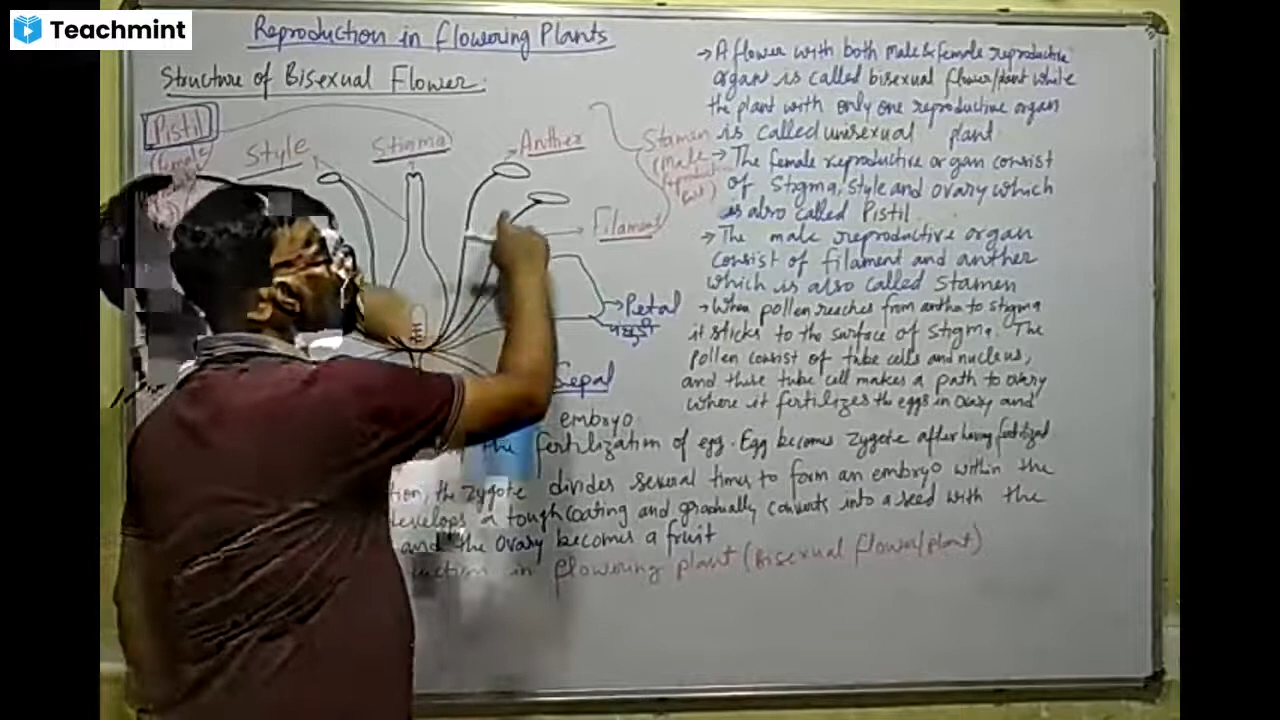 Teachmint
Reproduction in Flowering Plants
Structure of Bisexual Flower.
Pistil
(female
Style
Stigma
Anther
Stamen
(male
Filament
Petal
Sepal
→ A flower with both male & female reproductive
organ is called bisexual flower/plant while
the plant with only one reproductive organ
is called unisexual plant
→ The female reproductive organ consist
of Stigma, style and ovary which
is also called Pistil
→ The male reproductive organ
consist of filament and anther
which is also called Stamen
→ When pollen reaches from anther to stigma
it sticks to the surface of stigma. The
pollen consist of tube cells and nucleus,
and these tube cell makes a path to ovary
where it fertilizes the eggs in ovary and
embryo
the fertilization of egg. Egg becomes zygote after having fertilized
tion, the zygote divides several times to form an embryo within the
develops a tough coating and gradually converts into a seed with the
and the ovary becomes a fruit
uction in flowering plant (Bisexual flower/plant)